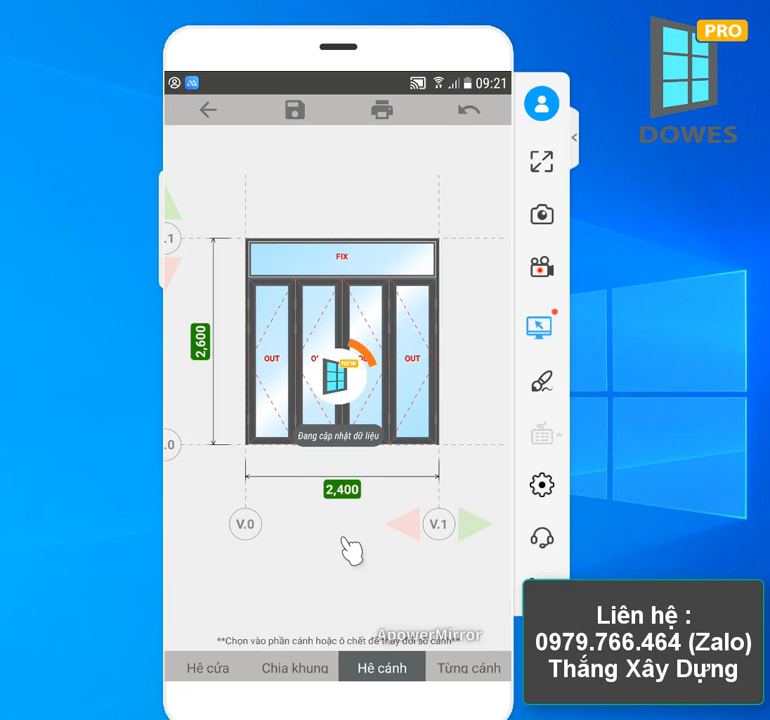 09:21
PRO
DOWES
.1
FIX
2,600
OUT
OUT
NEW
Đang cập nhật dữ liệu
.0
2,400
V.0
V.1
**Chọn vào phần cánh hoặc ô chết để thay đổi số cánh**
ApowerMirror
Hệ cửa
Chia khung
Hệ cánh
Từng cánh
Liên hệ :
0979.766.464 (Zalo)
Thắng Xây Dựng